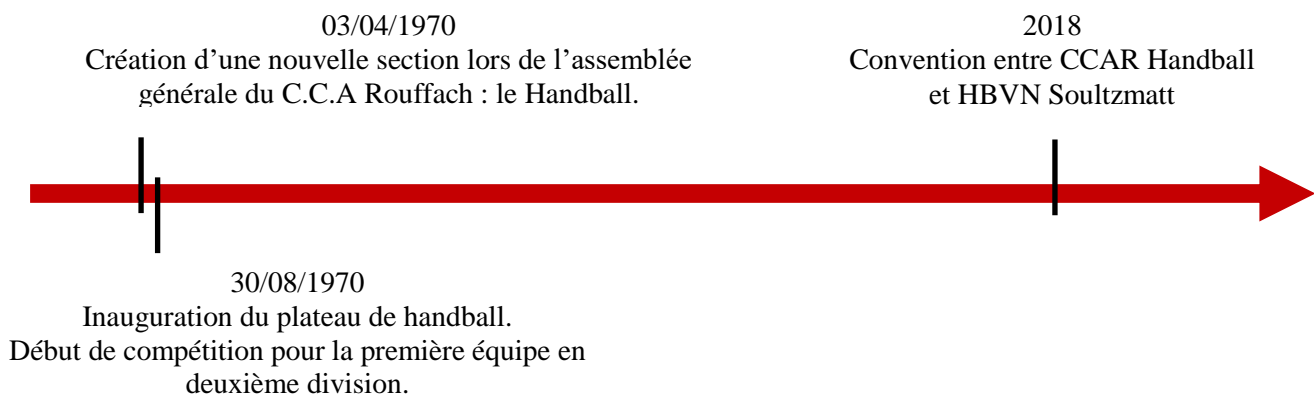 03/04/1970
Création d’une nouvelle section lors de l’assemblée
générale du C.C.A Rouffach : le Handball.
2018
Convention entre CCAR Handball
et HBVN Soultzmatt
30/08/1970
Inauguration du plateau de handball.
Début de compétition pour la première équipe en
deuxième division.